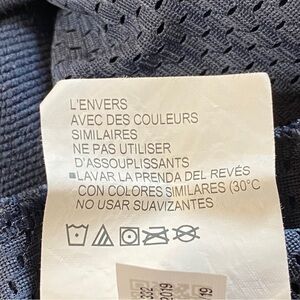 L'ENVERS
AVEC DES COULEURS
SIMILAIRES
NE PAS UTILISER
D'ASSOUPLISSANTS
■LAVAR LA PRENDA DEL REVÉS
CON COLORES SIMILARES (30°C
NO USAR SUAVIZANTES
2019